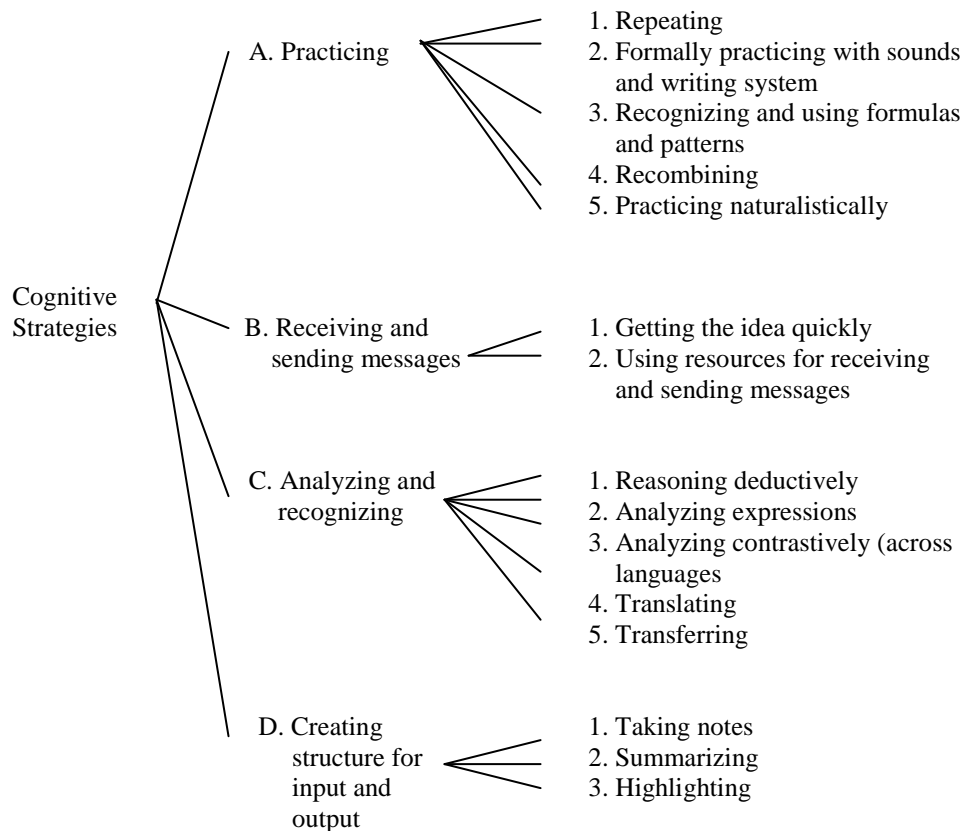 A. Practicing
1. Repeating
2. Formally practicing with sounds
and writing system
3. Recognizing and using formulas
and patterns
4. Recombining
5. Practicing naturalistically
Cognitive
Strategies
B. Receiving and
sending messages
1. Getting the idea quickly
2. Using resources for receiving
and sending messages
C. Analyzing and
recognizing
1. Reasoning deductively
2. Analyzing expressions
3. Analyzing contrastively (across
languages
4. Translating
5. Transferring
D. Creating
structure for
input and
output
1. Taking notes
2. Summarizing
3. Highlighting